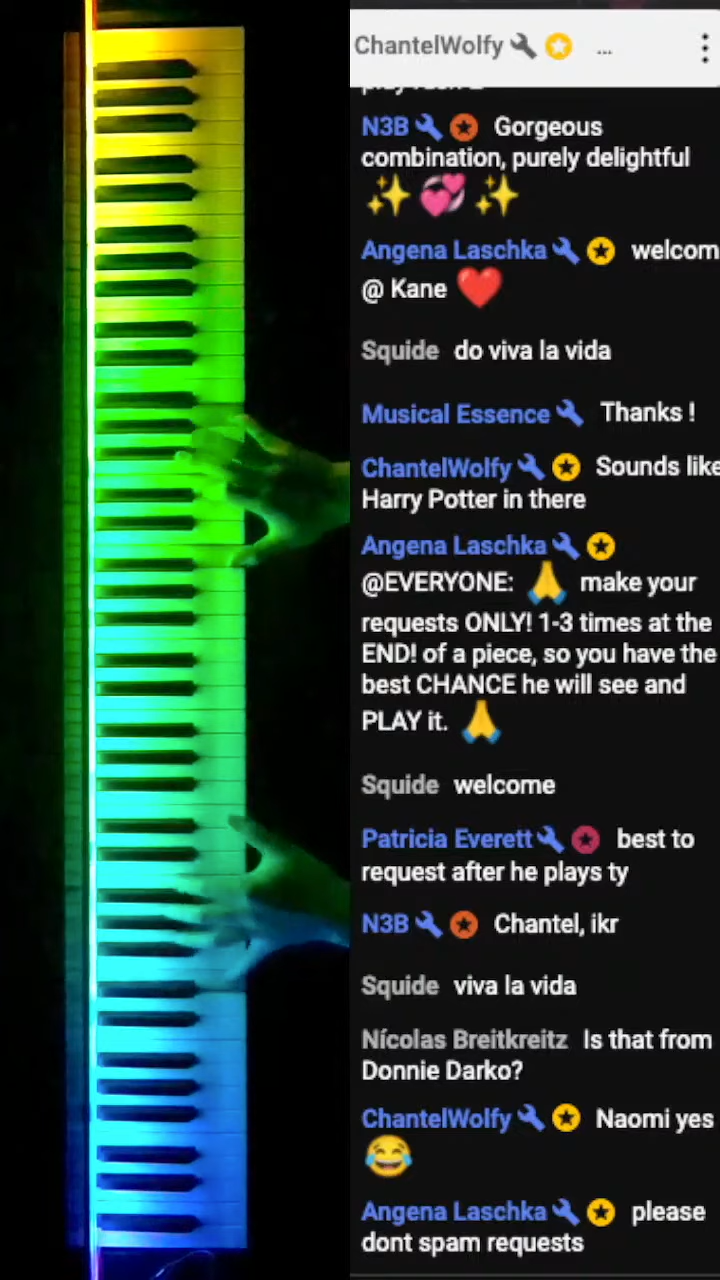 ChantelWolfy ...
N3B Gorgeous
combination, purely delightful
Angena Laschka welcom
@ Kane
Squide do viva la vida
Musical Essence Thanks !
ChantelWolfy Sounds like
Harry Potter in there
Angena Laschka
@EVERYONE: make your
requests ONLY! 1-3 times at the
END! of a piece, so you have the
best CHANCE he will see and
PLAY it.
Squide welcome
Patricia Everett best to
request after he plays ty
N3B Chantel, ikr
Squide viva la vida
Nícolas Breitkreitz Is that from
Donnie Darko?
ChantelWolfy Naomi yes
Angena Laschka please
dont spam requests